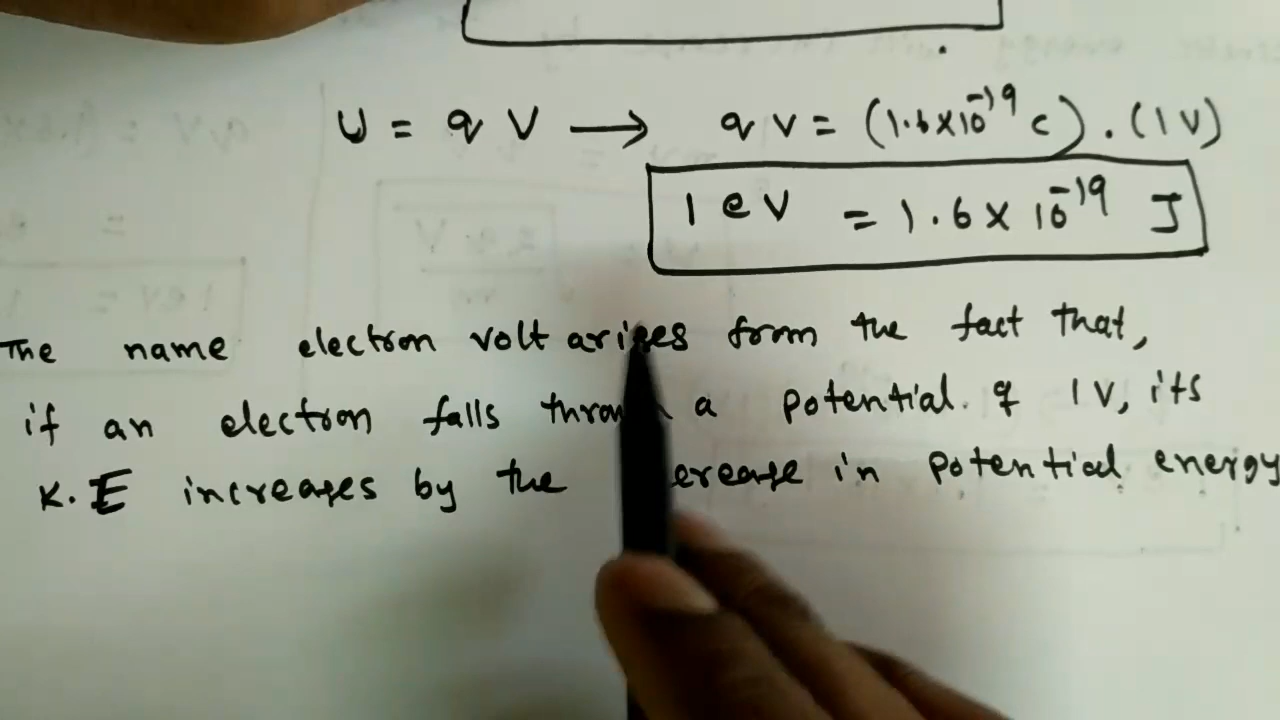 U = q V → q V = (1.6×10⁻¹⁹ C) . (1 V)
1 eV = 1.6 × 10⁻¹⁹ J
The name electron volt arises from the fact that,
if an electron falls a potential of 1V, its
K.E increases by the in potential energy